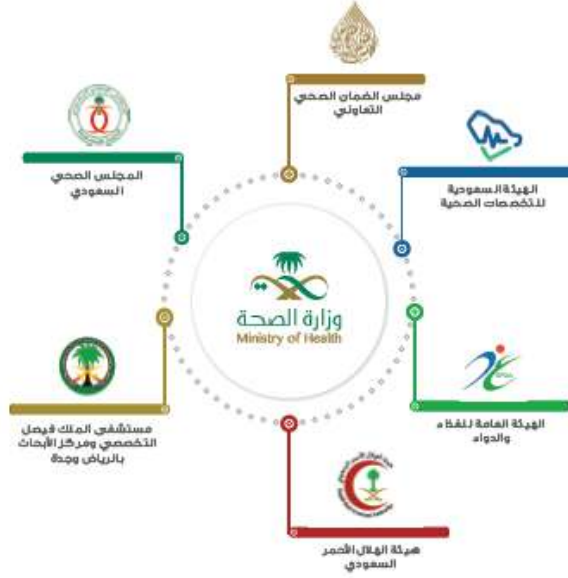 مجلس الضمان الصحي
التعاوني
المجلس الصحي
السعودي
الهيئة السعودية
للتخصصات الصحية
وزارة الصحة
Ministry of Health
مستشفى الملك فيصل
التخصصي ومركز الأبحاث
بالرياض وجدة
الهيئة العامة للغذاء
والدواء
هيئة الهلال الأحمر
السعودي